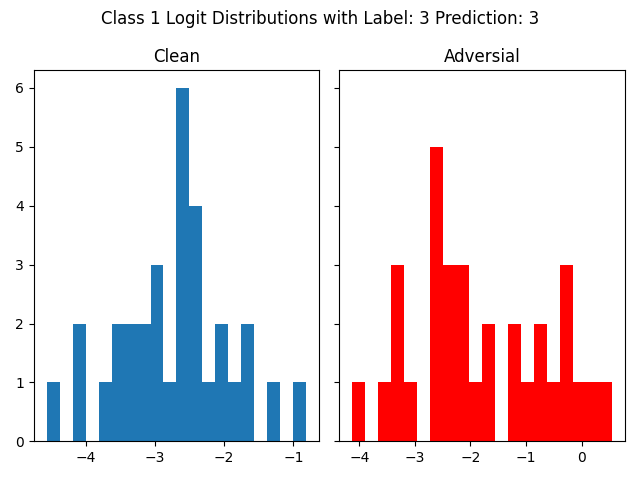 Class 1 Logit Distributions with Label: 3 Prediction: 3
Clean
Adversial
6
5
4
3
2
1
0
−4 −3 −2 −1
−4 −3 −2 −1 0